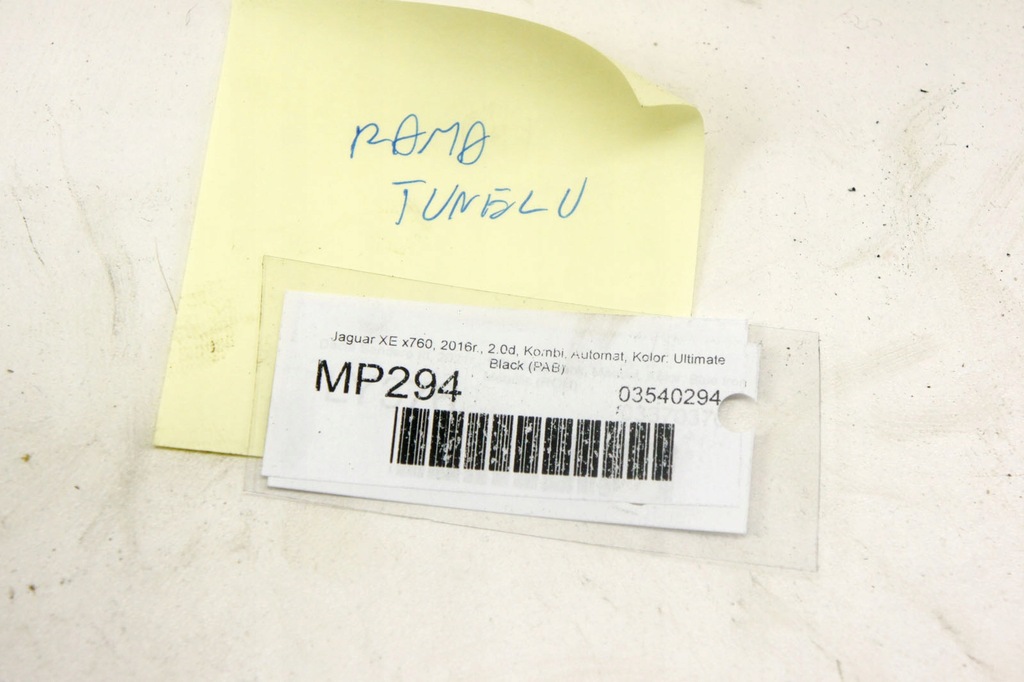 RAMA
TUNELU
Jaguar XE x760, 2016r., 2.0d, Kombi, Automat, Kolor: Ultimate
Black (PAB)
MP294
03540294